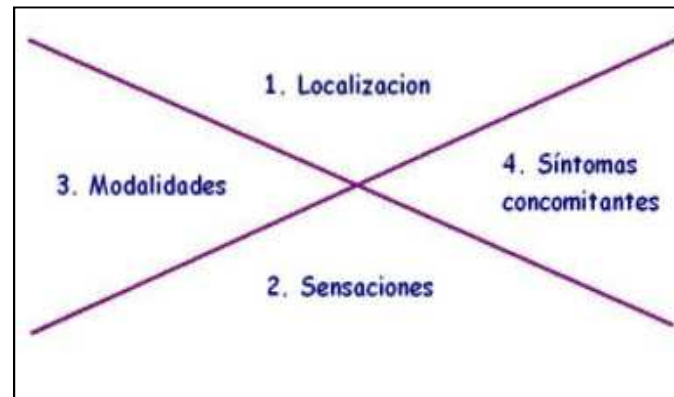 1. Localizacion
3. Modalidades
4. Síntomas
concomitantes
2. Sensaciones